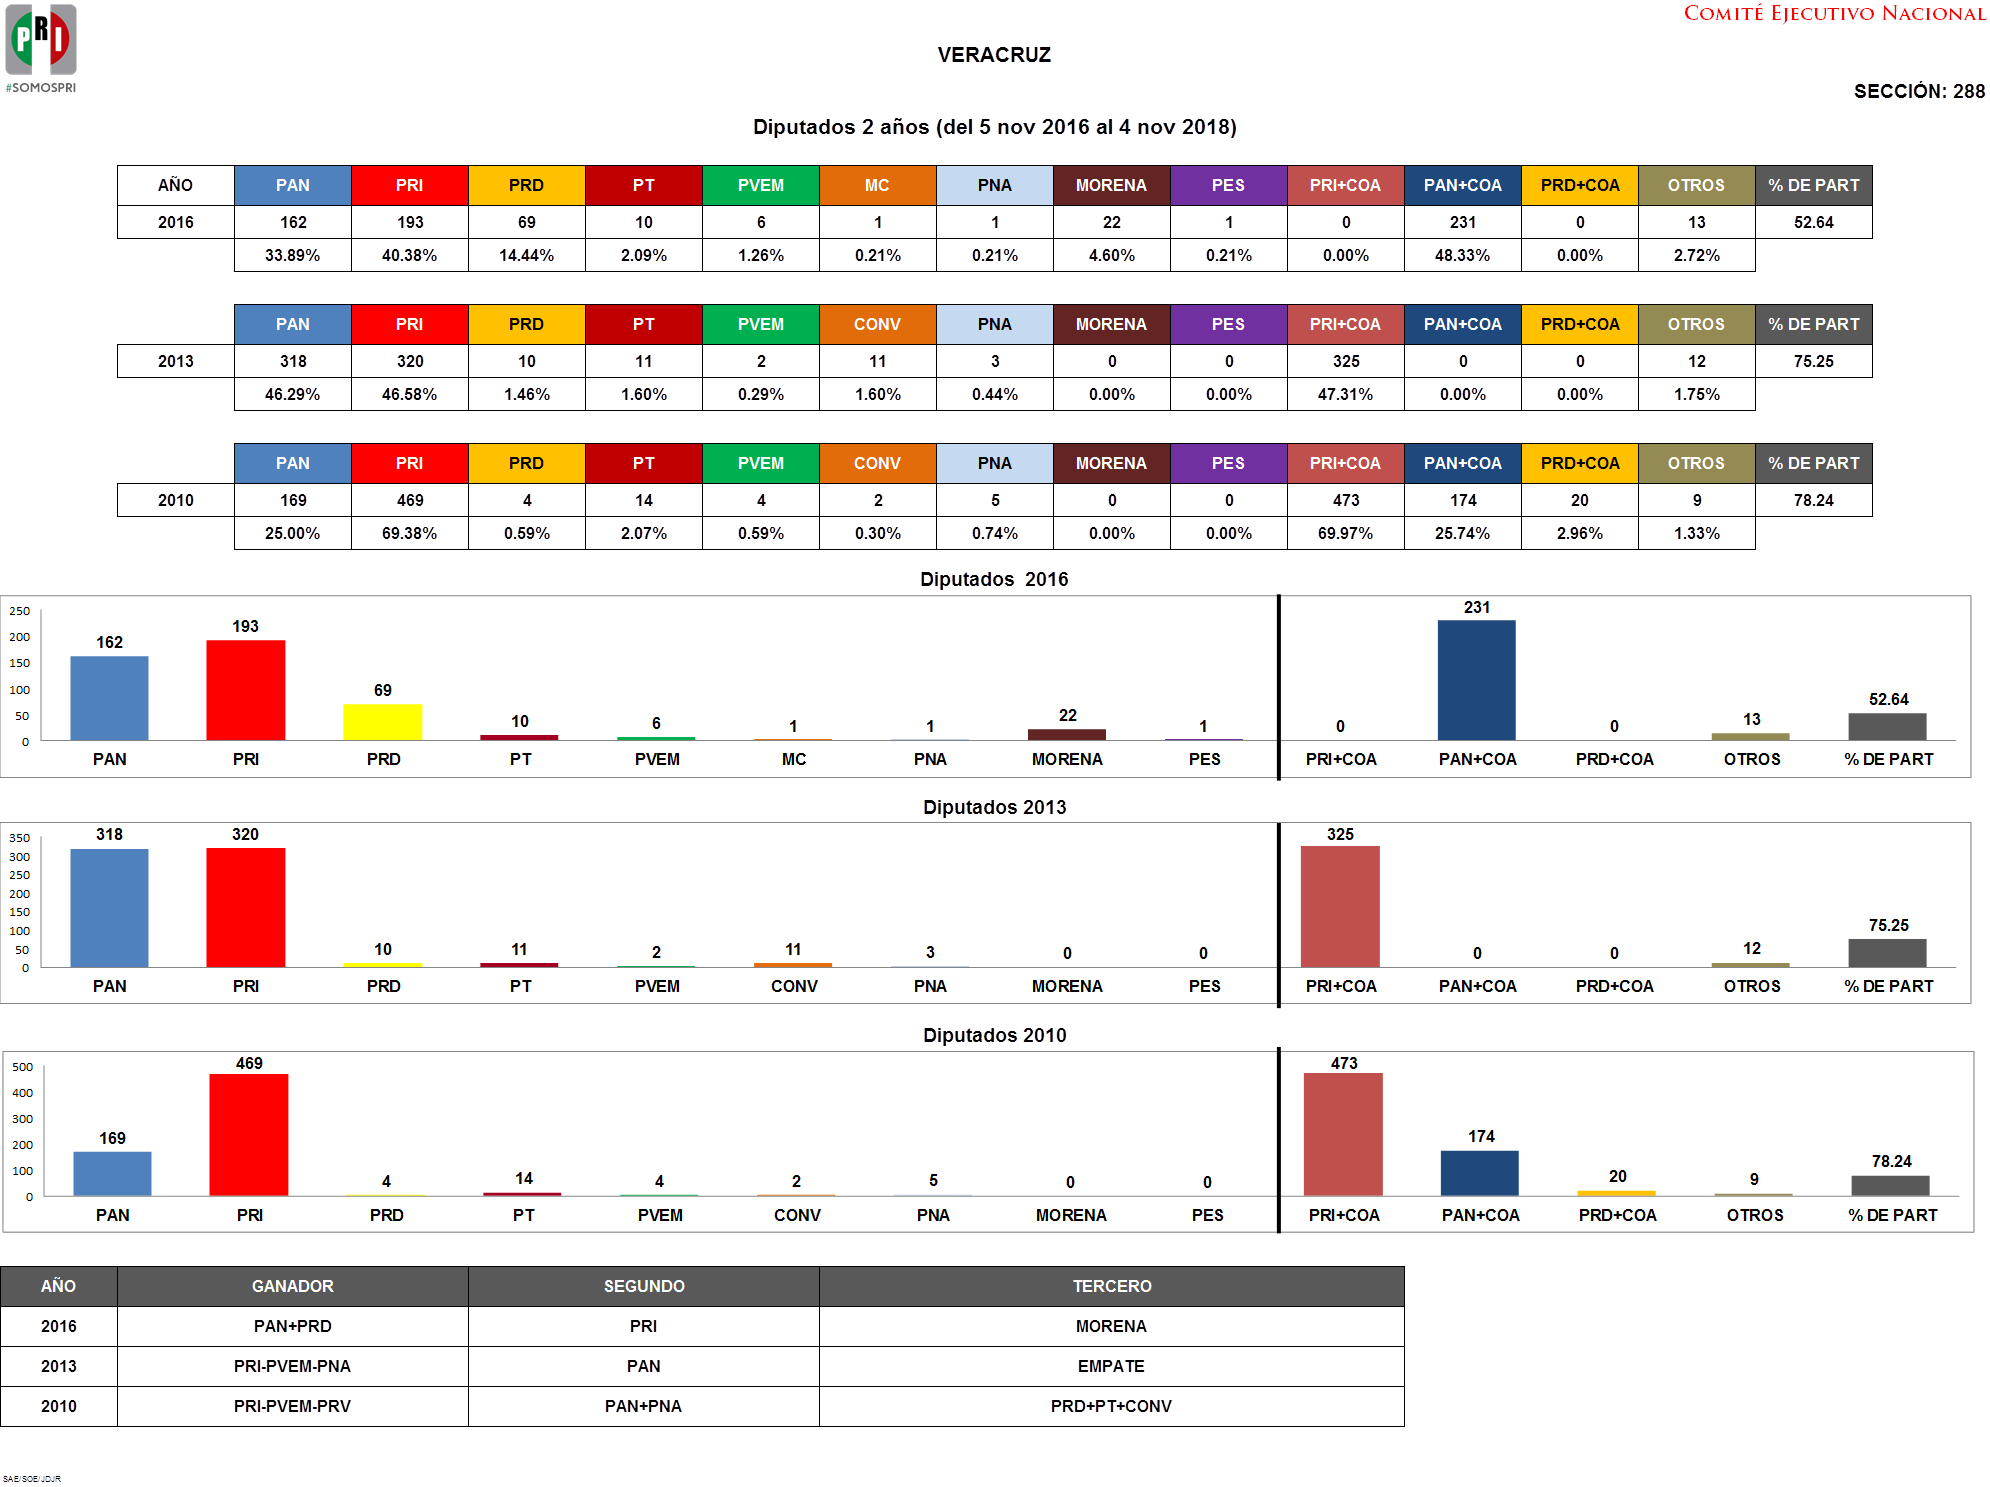 PRI
#SOMOSPRI
COMITÉ EJECUTIVO NACIONAL
VERACRUZ
SECCIÓN: 288
Diputados 2 años (del 5 nov 2016 al 4 nov 2018)
AÑO PAN PRI PRD PT PVEM MC PNA MORENA PES PRI+COA PAN+COA PRD+COA OTROS % DE PART
2016 162 193 69 10 6 1 1 22 1 0 231 0 13 52.64
33.89% 40.38% 14.44% 2.09% 1.26% 0.21% 0.21% 4.60% 0.21% 0.00% 48.33% 0.00% 2.72%
PAN PRI PRD PT PVEM CONV PNA MORENA PES PRI+COA PAN+COA PRD+COA OTROS % DE PART
2013 318 320 10 11 2 11 3 0 0 325 0 0 12 75.25
46.29% 46.58% 1.46% 1.60% 0.29% 1.60% 0.44% 0.00% 0.00% 47.31% 0.00% 0.00% 1.75%
PAN PRI PRD PT PVEM CONV PNA MORENA PES PRI+COA PAN+COA PRD+COA OTROS % DE PART
2010 169 469 4 14 4 2 5 0 0 473 174 20 9 78.24
25.00% 69.38% 0.59% 2.07% 0.59% 0.30% 0.74% 0.00% 0.00% 69.97% 25.74% 2.96% 1.33%
Diputados 2016
250
200
150
100
50
0
162 193 69 10 6 1 1 22 1 0 231 0 13 52.64
PAN PRI PRD PT PVEM MC PNA MORENA PES PRI+COA PAN+COA PRD+COA OTROS % DE PART
Diputados 2013
350
300
250
200
150
100
50
0
318 320 10 11 2 11 3 0 0 325 0 0 12 75.25
PAN PRI PRD PT PVEM CONV PNA MORENA PES PRI+COA PAN+COA PRD+COA OTROS % DE PART
Diputados 2010
500
400
300
200
100
0
169 469 4 14 4 2 5 0 0 473 174 20 9 78.24
PAN PRI PRD PT PVEM CONV PNA MORENA PES PRI+COA PAN+COA PRD+COA OTROS % DE PART
AÑO GANADOR SEGUNDO TERCERO
2016 PAN+PRD PRI MORENA
2013 PRI-PVEM-PNA PAN EMPATE
2010 PRI-PVEM-PRV PAN+PNA PRD+PT+CONV
SAE/SOE/JDJR